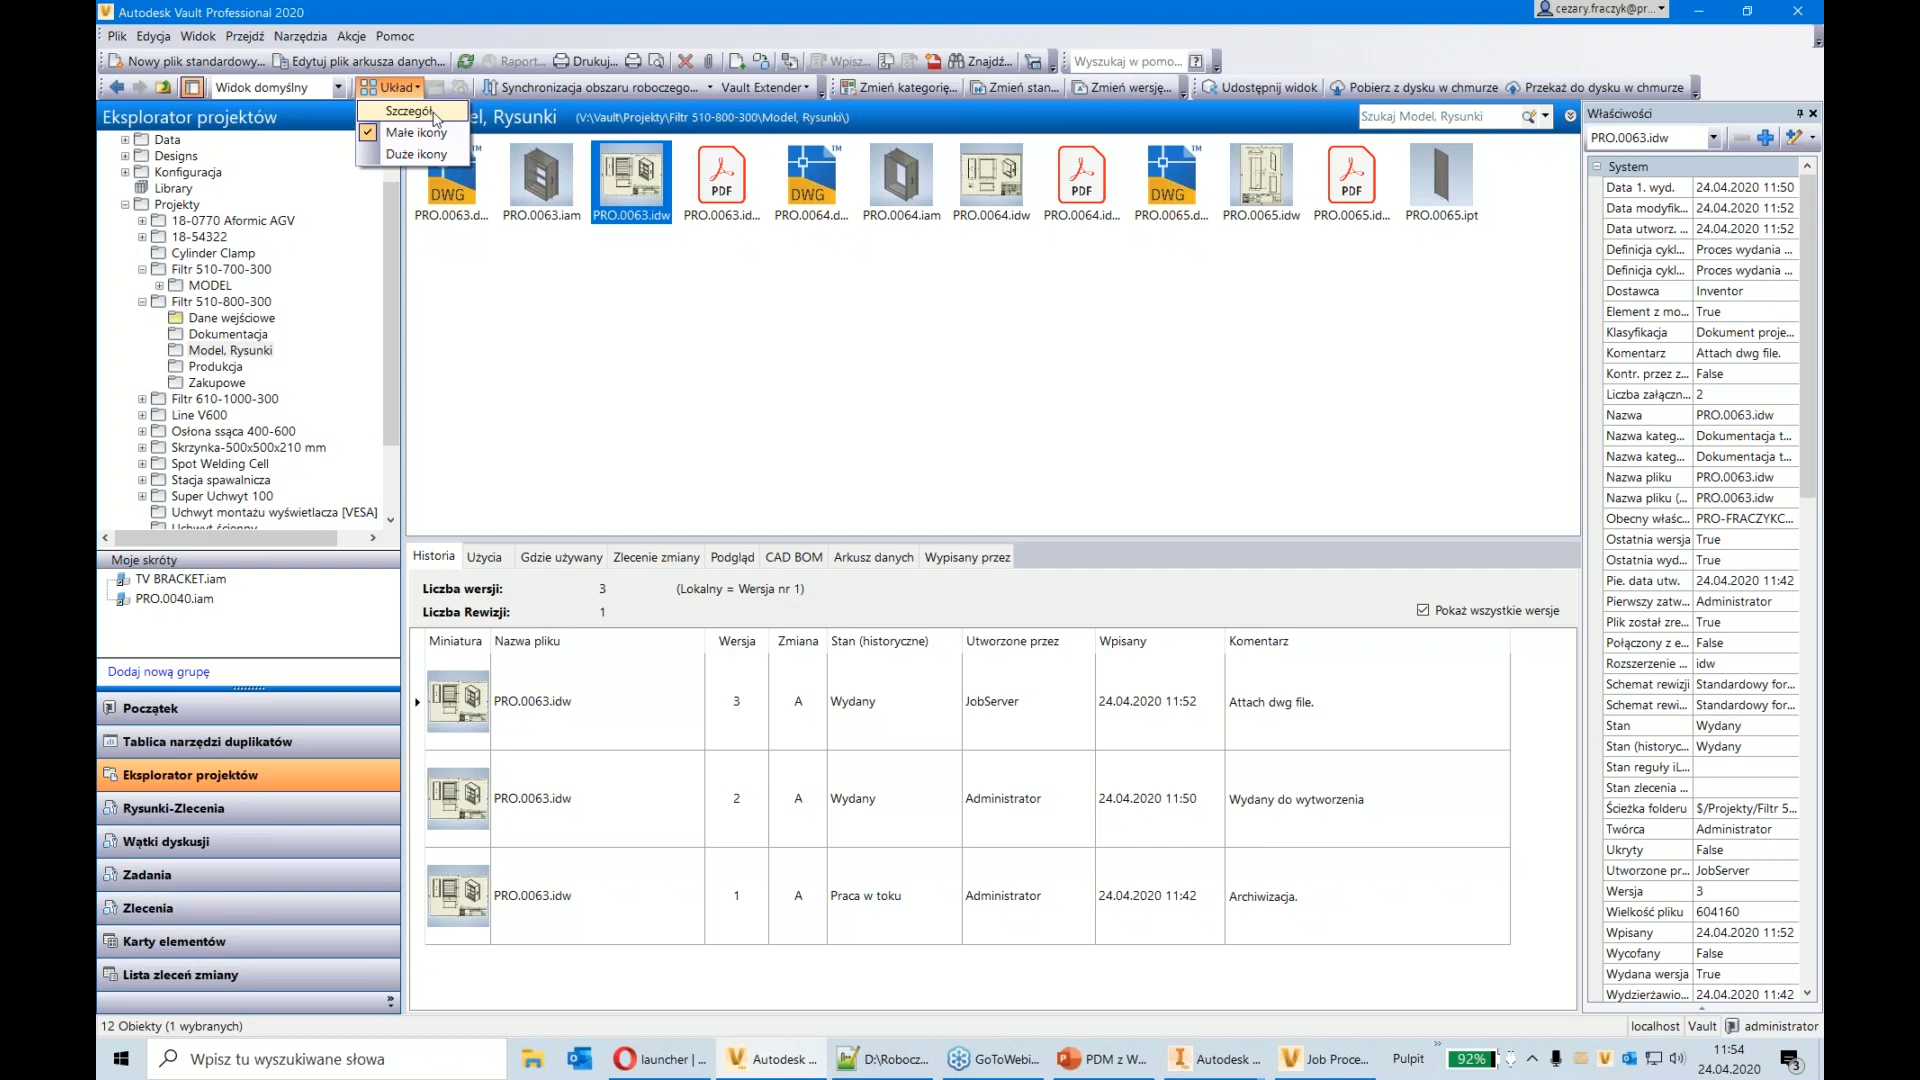 Autodesk Vault Professional 2020
cezary.fraczyk@pr...
Plik Edycja Widok Przejdź Narzędzia Akcje Pomoc
Nowy plik standardowy... Edytuj plik arkusza danych... Raport... Drukuj... Wpisz... Znajdź... Wyszukaj w pomo...
Widok domyślny Układ Synchronizacja obszaru roboczego... Vault Extender Zmień kategorię... Zmień stan... Zmień wersję... Udostępnij widok Pobierz z dysku w chmurze Przekaż do dysku w chmurze
Szczegół
Małe ikony
Duże ikony
Eksplorator projektów
el, Rysunki (V:\Vault\Projekty\Filtr 510-800-300\Model, Rysunki\)
Szukaj Model, Rysunki
Data
Designs
Konfiguracja
Library
Projekty
18-0770 Aformic AGV
18-54322
Cylinder Clamp
Filtr 510-700-300
MODEL
Filtr 510-800-300
Dane wejściowe
Dokumentacja
Model, Rysunki
Produkcja
Zakupowe
Filtr 610-1000-300
Line V600
Osłona ssąca 400-600
Skrzynka-500x500x210 mm
Spot Welding Cell
Stacja spawalnicza
Super Uchwyt 100
Uchwyt montażu wyświetlacza [VESA]
Uchwyt ścienny
Moje skróty
TV BRACKET.iam
PRO.0040.iam
Dodaj nową grupę
Początek
Tablica narzędzi duplikatów
Eksplorator projektów
Rysunki-Zlecenia
Wątki dyskusji
Zadania
Zlecenia
Karty elementów
Lista zleceń zmiany
DWG PDF DWG PDF DWG PDF
PRO.0063.d... PRO.0063.iam PRO.0063.idw PRO.0063.id... PRO.0064.d... PRO.0064.iam PRO.0064.idw PRO.0064.id... PRO.0065.d... PRO.0065.idw PRO.0065.id... PRO.0065.ipt
Historia Użycia Gdzie używany Zlecenie zmiany Podgląd CAD BOM Arkusz danych Wypisany przez
Liczba wersji: 3 (Lokalny = Wersja nr 1)
Liczba Rewizji: 1
Pokaż wszystkie wersje
Miniatura Nazwa pliku Wersja Zmiana Stan (historyczne) Utworzone przez Wpisany Komentarz
PRO.0063.idw 3 A Wydany JobServer 24.04.2020 11:52 Attach dwg file.
PRO.0063.idw 2 A Wydany Administrator 24.04.2020 11:50 Wydany do wytworzenia
PRO.0063.idw 1 A Praca w toku Administrator 24.04.2020 11:42 Archiwizacja.
Właściwości
PRO.0063.idw
System
Data 1. wyd. 24.04.2020 11:50
Data modyfik... 24.04.2020 11:52
Data utworz. ... 24.04.2020 11:52
Definicja cykl... Proces wydania ...
Definicja cykl... Proces wydania ...
Dostawca Inventor
Element z mo... True
Klasyfikacja Dokument proje...
Komentarz Attach dwg file.
Kontr. przez z... False
Liczba załączn... 2
Nazwa PRO.0063.idw
Nazwa kateg... Dokumentacja t...
Nazwa kateg... Dokumentacja t...
Nazwa pliku PRO.0063.idw
Nazwa pliku (... PRO.0063.idw
Obecny właśc... PRO-FRACZYKC...
Ostatnia wersja True
Ostatnia wyd... True
Pie. data utw. 24.04.2020 11:42
Pierwszy zatw... Administrator
Plik został zre... True
Połączony z e... False
Rozszerzenie ... idw
Schemat rewizji Standardowy for...
Schemat rewi... Standardowy for...
Stan Wydany
Stan (historyc... Wydany
Stan reguły iL...
Stan zlecenia ...
Ścieżka folderu $/Projekty/Filtr 5...
Twórca Administrator
Ukryty False
Utworzone pr... JobServer
Wersja 3
Wielkość pliku 604160
Wpisany 24.04.2020 11:52
Wycofany False
Wydana wersja True
Wydzierżawio... 24.04.2020 11:42
12 Obiekty (1 wybranych)
localhost Vault administrator
Wpisz tu wyszukiwane słowa
launcher | ... Autodesk ... D:\Robocz... GoToWebi... PDM z W... Autodesk ... Job Proce... Pulpit 92%
11:54
24.04.2020
3